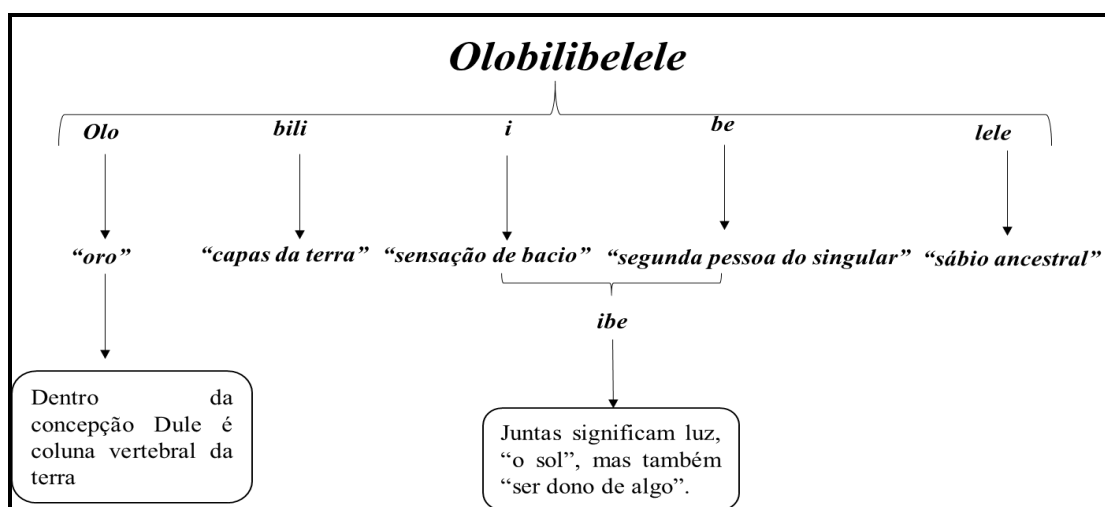 Olobilibelele
Olo bili i be lele
“oro” “capas da terra” “sensação de bacio” “segunda pessoa do singular” “sábio ancestral”
ibe
Dentro da
concepção Dule é
coluna vertebral da
terra
Juntas significam luz,
“o sol”, mas também
“ser dono de algo”.